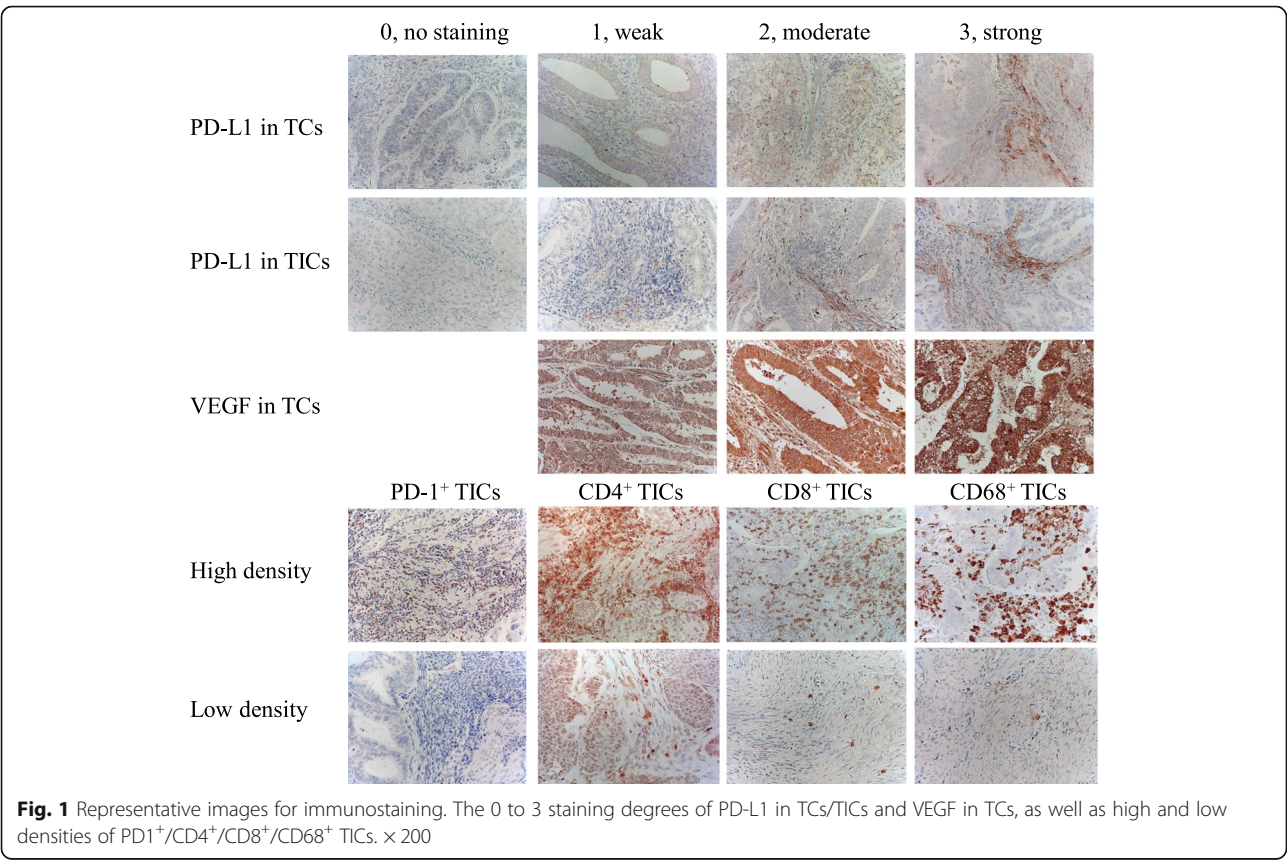 0, no staining 1, weak 2, moderate 3, strong
PD-L1 in TCs
PD-L1 in TICs
VEGF in TCs
PD-1⁺ TICs CD4⁺ TICs CD8⁺ TICs CD68⁺ TICs
High density
Low density
Fig. 1 Representative images for immunostaining. The 0 to 3 staining degrees of PD-L1 in TCs/TICs and VEGF in TCs, as well as high and low
densities of PD1⁺/CD4⁺/CD8⁺/CD68⁺ TICs. × 200